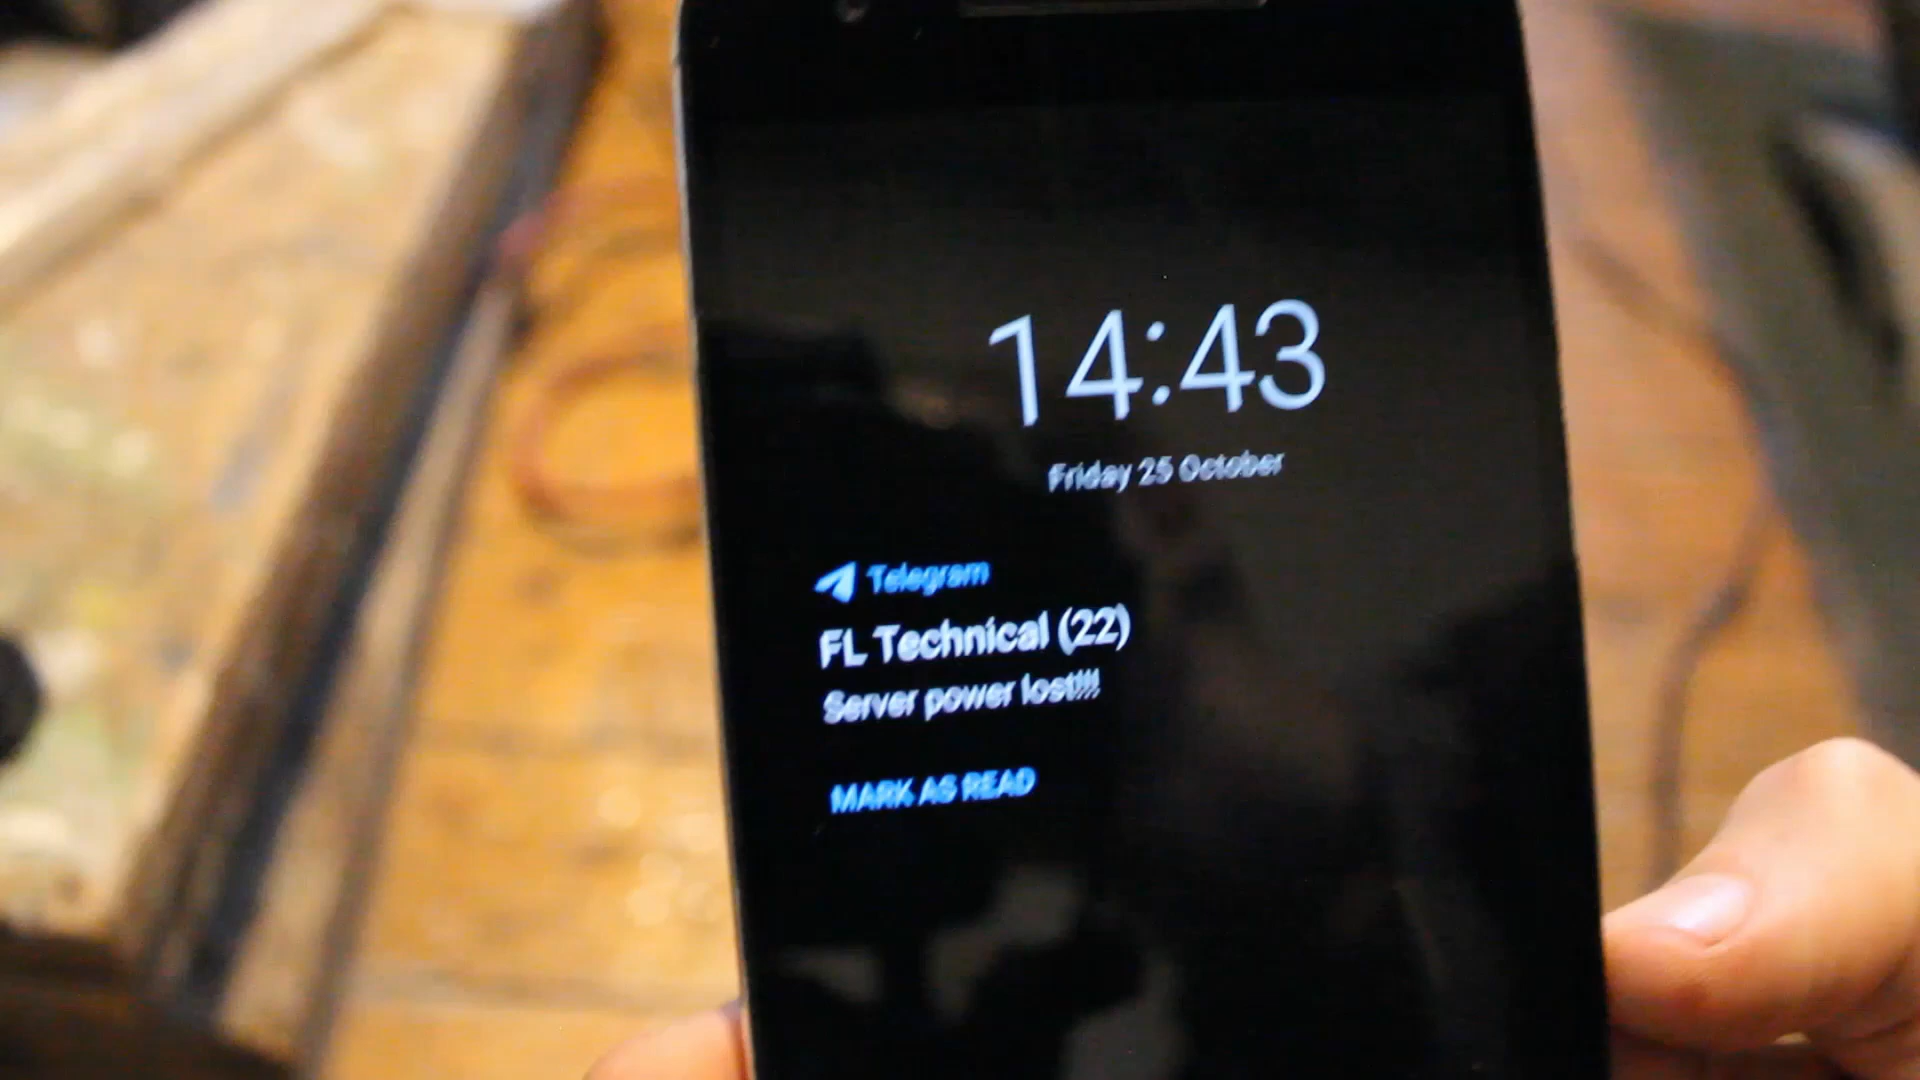 14:43
Friday 25 October
Telegram
FL Technical (22)
Server power lost!!!
MARK AS READ